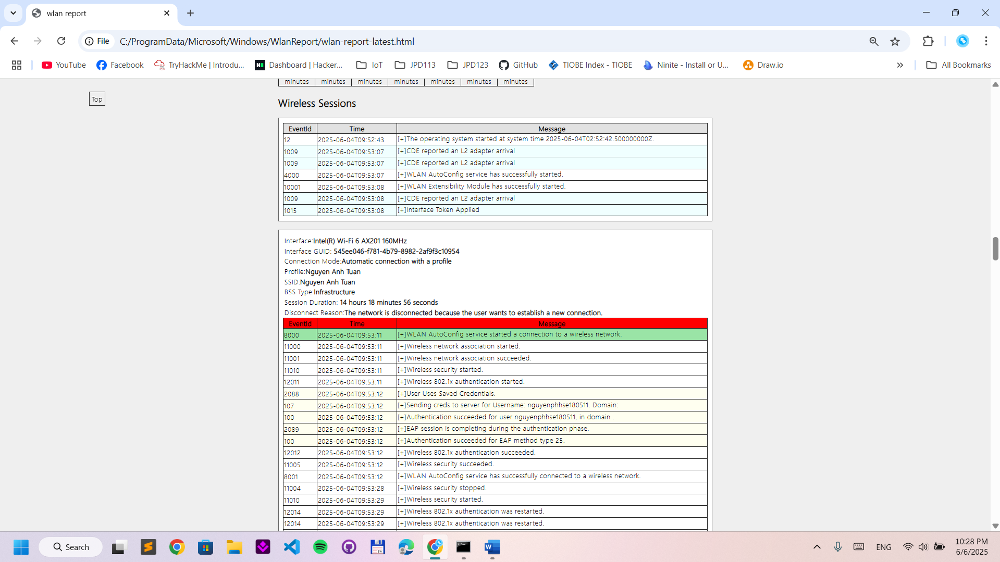 wlan report
File C:/ProgramData/Microsoft/Windows/WlanReport/wlan-report-latest.html
YouTube Facebook TryHackMe | Introdu... Dashboard | Hacker... IoT JPD113 JPD123 GitHub TIOBE Index - TIOBE Ninite - Install or U... Draw.io All Bookmarks
minutes minutes minutes minutes minutes minutes minutes
Top
Wireless Sessions
EventId Time Message
12 2025-06-04T09:52:43 [+]The operating system started at system time 2025-06-04T02:52:42.500000000Z.
1009 2025-06-04T09:53:07 [+]CDE reported an L2 adapter arrival
1009 2025-06-04T09:53:07 [+]CDE reported an L2 adapter arrival
4000 2025-06-04T09:53:07 [+]WLAN AutoConfig service has successfully started.
10001 2025-06-04T09:53:08 [+]WLAN Extensibility Module has successfully started.
1009 2025-06-04T09:53:08 [+]CDE reported an L2 adapter arrival
1015 2025-06-04T09:53:08 [+]Interface Token Applied
Interface:Intel(R) Wi-Fi 6 AX201 160MHz
Interface GUID: 545ee046-f781-4b79-8982-2af9f3c10954
Connection Mode:Automatic connection with a profile
Profile:Nguyen Anh Tuan
SSID:Nguyen Anh Tuan
BSS Type:Infrastructure
Session Duration: 14 hours 18 minutes 56 seconds
Disconnect Reason:The network is disconnected because the user wants to establish a new connection.
EventId Time Message
8000 2025-06-04T09:53:11 [+]WLAN AutoConfig service started a connection to a wireless network.
11000 2025-06-04T09:53:11 [+]Wireless network association started.
11001 2025-06-04T09:53:11 [+]Wireless network association succeeded.
11010 2025-06-04T09:53:11 [+]Wireless security started.
12011 2025-06-04T09:53:11 [+]Wireless 802.1x authentication started.
2088 2025-06-04T09:53:12 [+]User Uses Saved Credentials.
107 2025-06-04T09:53:12 [+]Sending creds to server for Username: nguyenphhse180511. Domain:
100 2025-06-04T09:53:12 [+]Authentication succeeded for user nguyenphhse180511, in domain .
2089 2025-06-04T09:53:12 [+]EAP session is completing during the authentication phase.
100 2025-06-04T09:53:12 [+]Authentication succeeded for EAP method type 25.
12012 2025-06-04T09:53:12 [+]Wireless 802.1x authentication succeeded.
11005 2025-06-04T09:53:12 [+]Wireless security succeeded.
8001 2025-06-04T09:53:12 [+]WLAN AutoConfig service has successfully connected to a wireless network.
11004 2025-06-04T09:53:28 [+]Wireless security stopped.
11010 2025-06-04T09:53:29 [+]Wireless security started.
12014 2025-06-04T09:53:29 [+]Wireless 802.1x authentication was restarted.
12014 2025-06-04T09:53:29 [+]Wireless 802.1x authentication was restarted.
Search ENG 10:28 PM
6/6/2025